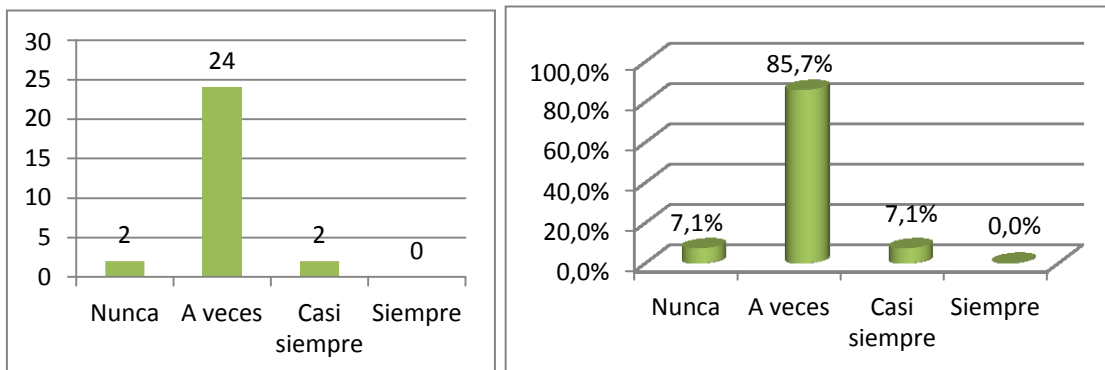 30
25
20
15
10
5
0
2
24
2
0
Nunca
A veces
Casi
siempre
Siempre
100,0%
80,0%
60,0%
40,0%
20,0%
0,0%
7,1%
85,7%
7,1%
0,0%
Nunca
A veces
Casi
siempre
Siempre